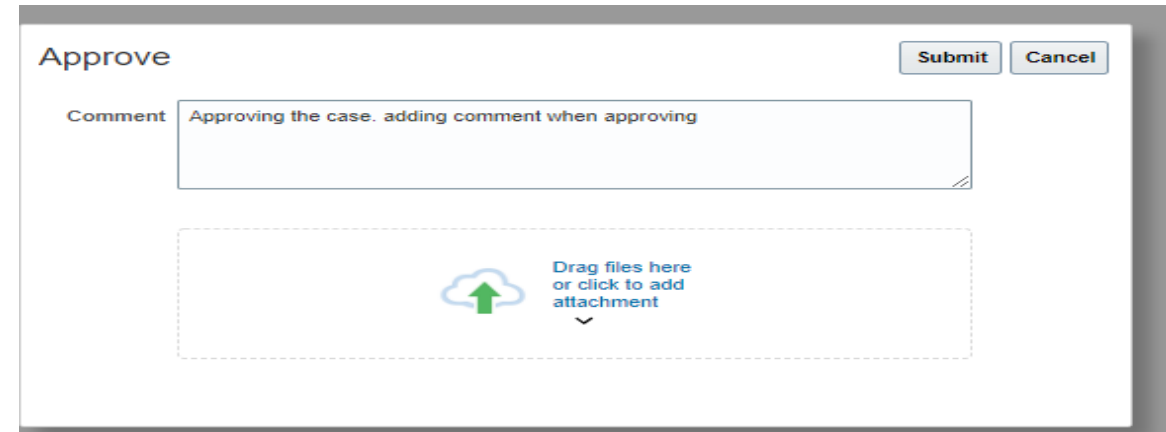 Approve
Submit
Cancel
Comment
Approving the case. adding comment when approving
Drag files here
or click to add
attachment